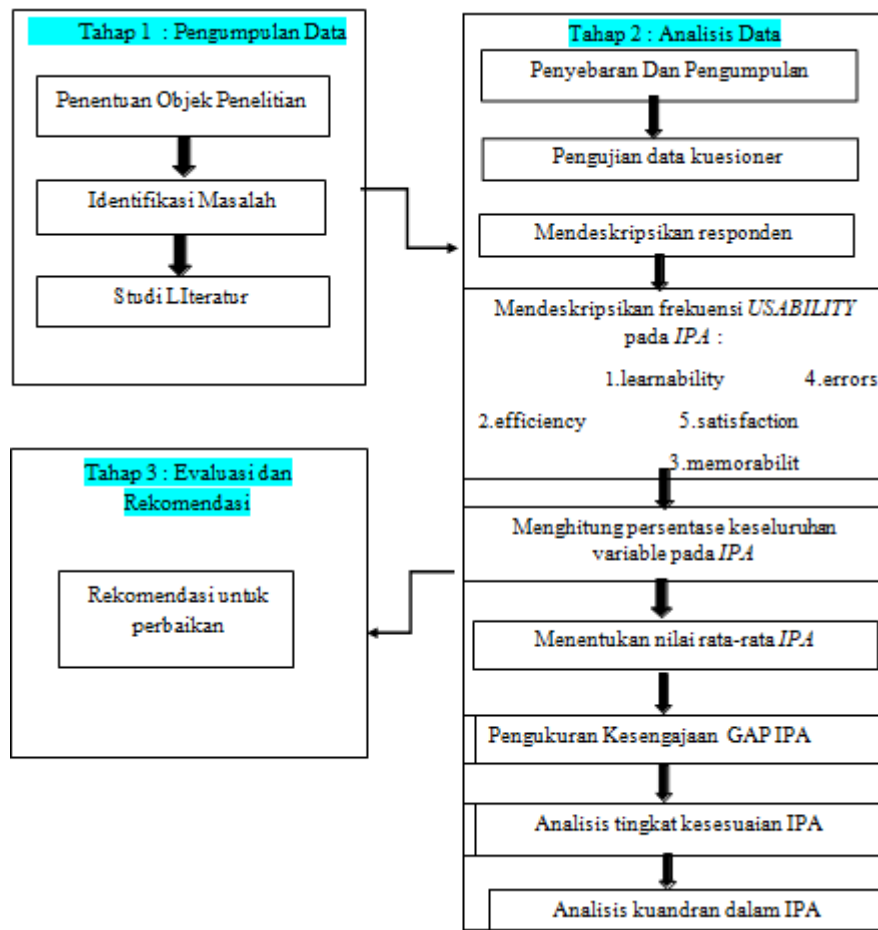 Tahap 1 : Pengumpulan Data
Penentuan Objek Penelitian
Identifikasi Masalah
Studi LIteratur
Tahap 2 : Analisis Data
Penyebaran Dan Pengumpulan
Pengujian data kuesioner
Mendeskripsikan responden
Mendeskripsikan frekuensi USABILITY
pada IPA :
1.learnability 4.errors
2.efficiency 5.satisfaction
3.memorabilit
Menghitung persentase keseluruhan
variable pada IPA
Menentukan nilai rata-rata IPA
Pengukuran Kesengajaan GAP IPA
Analisis tingkat kesesuaian IPA
Analisis kuandran dalam IPA
Tahap 3 : Evaluasi dan
Rekomendasi
Rekomendasi untuk
perbaikan